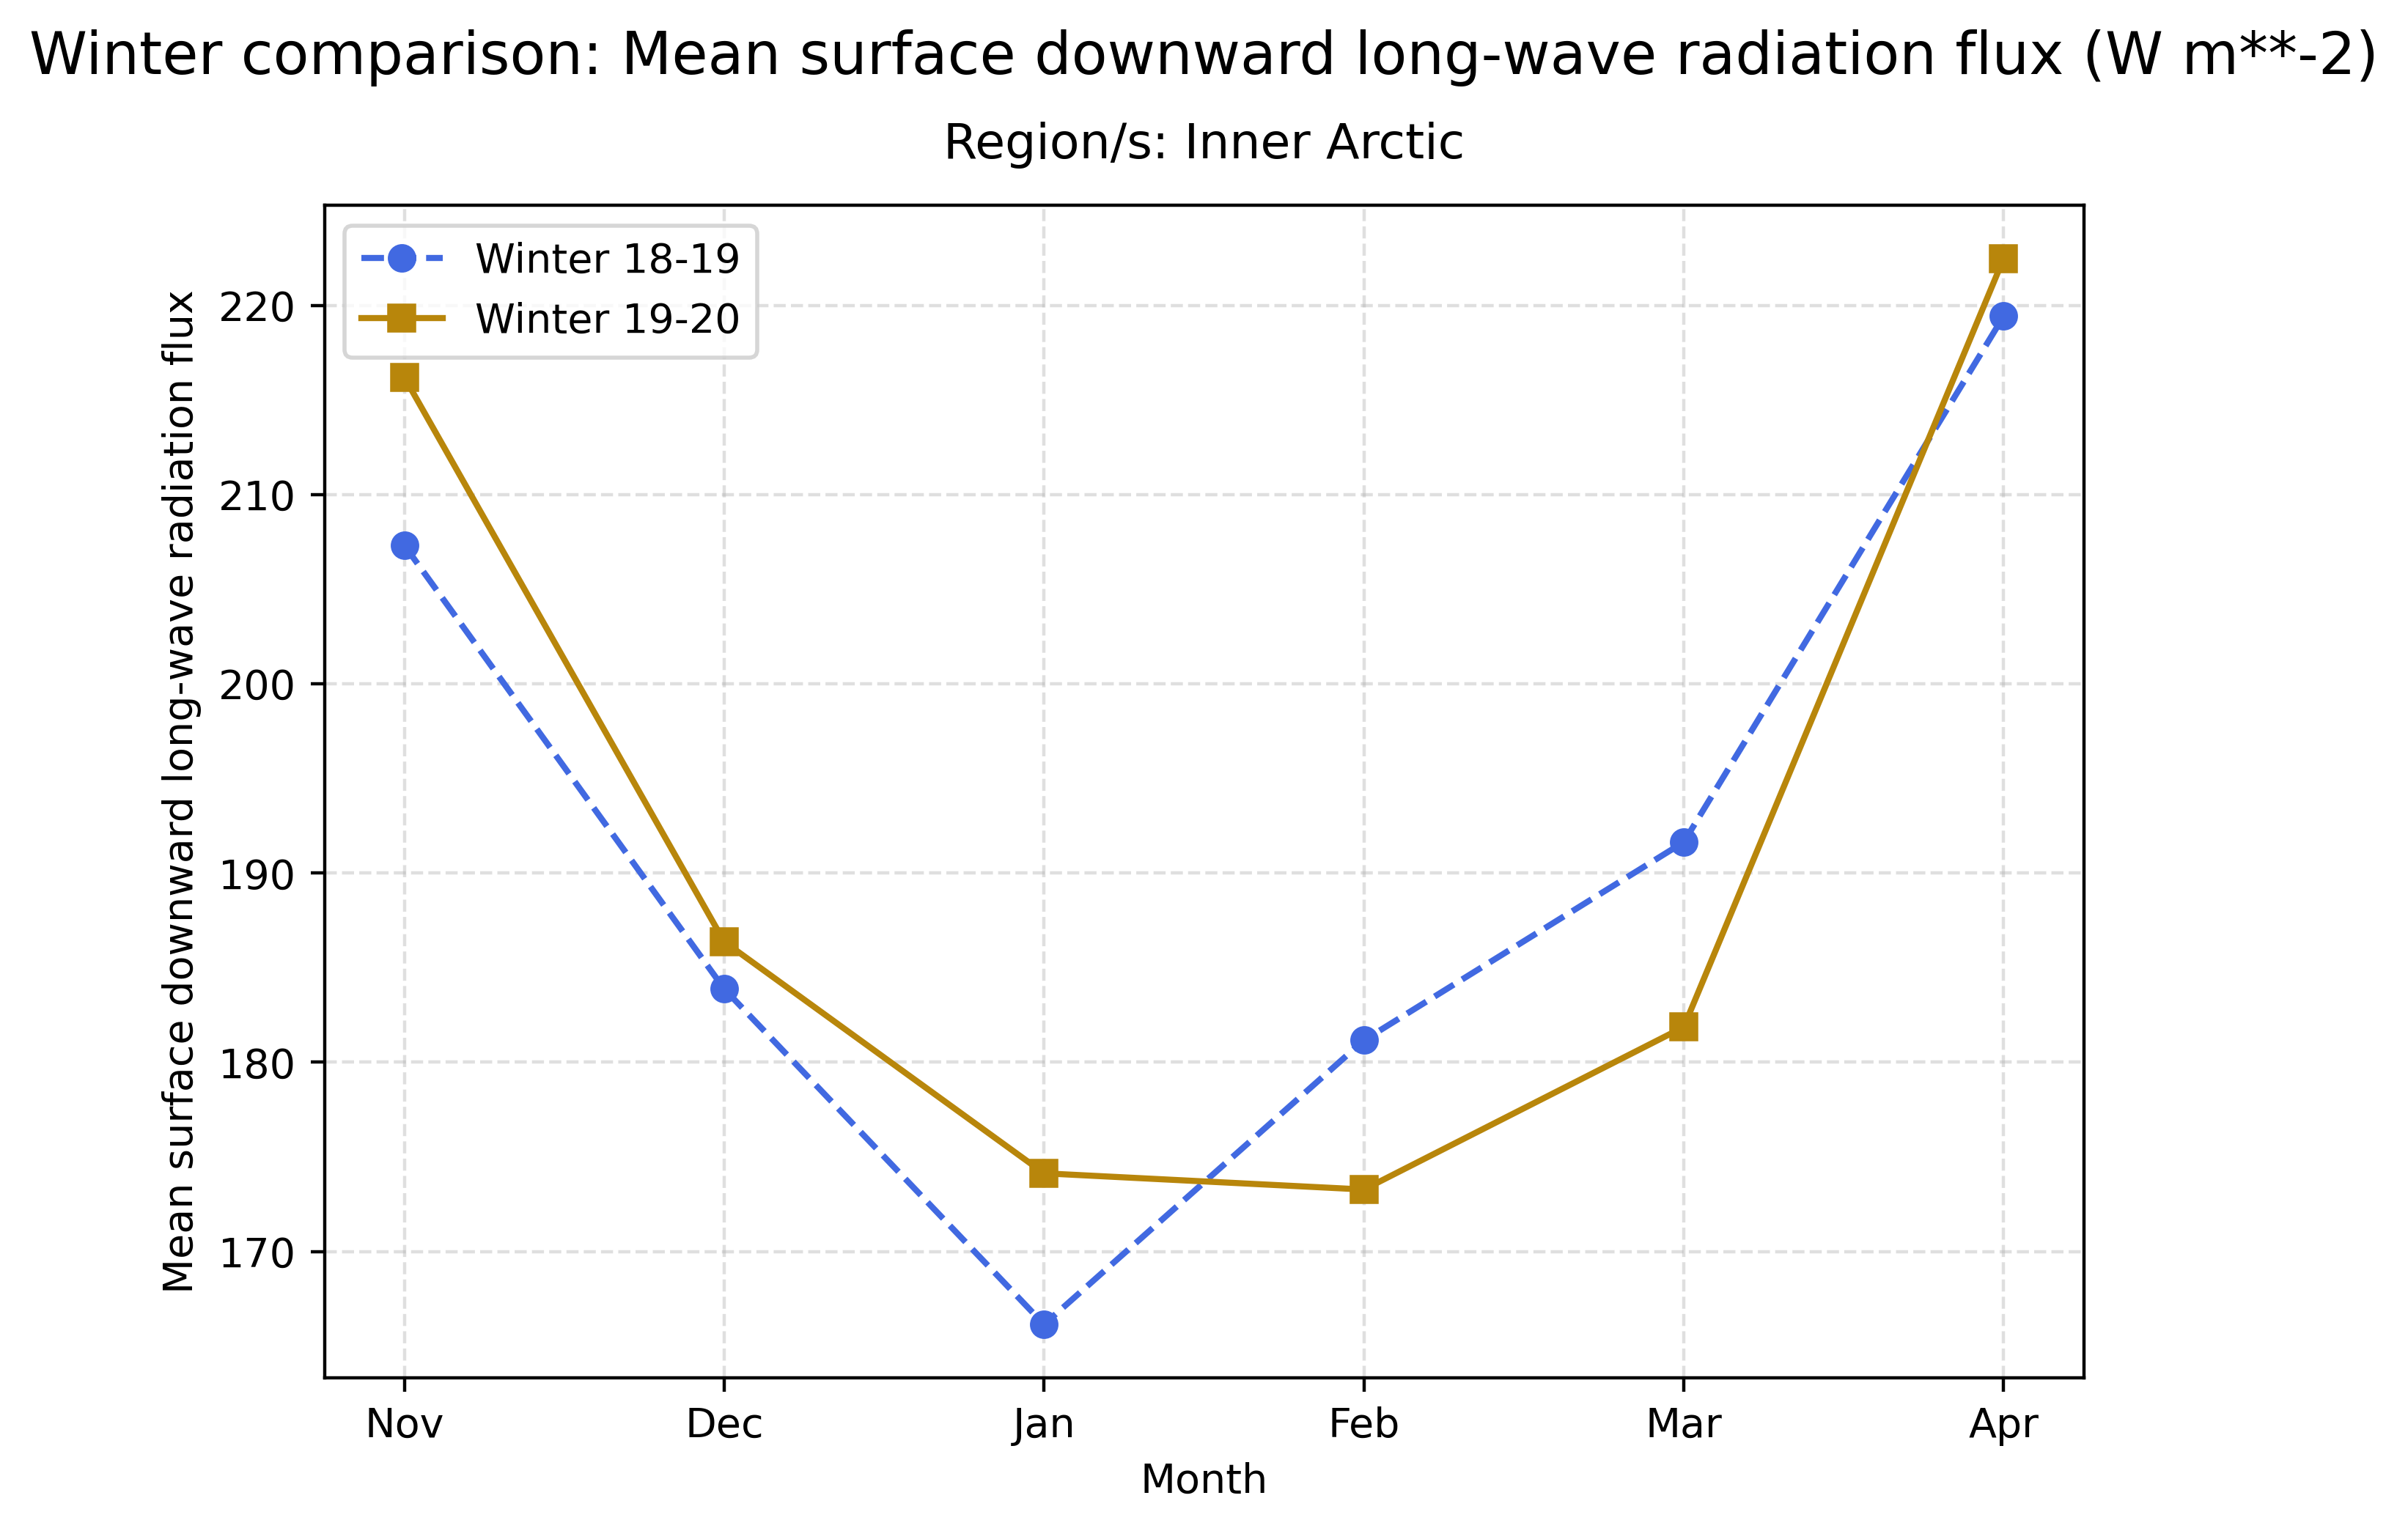 Winter comparison: Mean surface downward long-wave radiation flux (W m**-2)
Region/s: Inner Arctic
Winter 18-19
Winter 19-20
Mean surface downward long-wave radiation flux
220
210
200
190
180
170
Nov Dec Jan Feb Mar Apr
Month